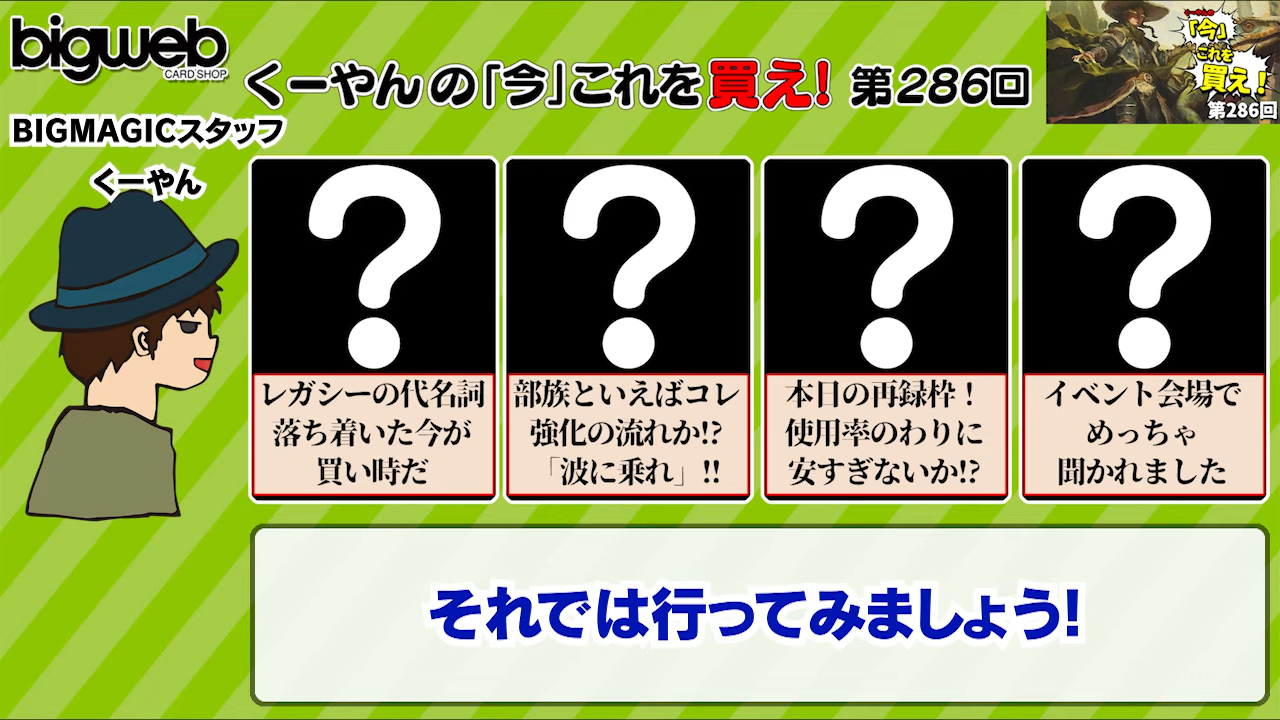 bigweb
CARD SHOP
くーやんの「今」これを買え! 第286回
くーやんの
「今」
これを
買え!
第286回
BIGMAGICスタッフ
くーやん
?
?
?
?
レガシーの代名詞
落ち着いた今が
買い時だ
部族といえばコレ
強化の流れか!?
「波に乗れ」!!
本日の再録枠!
使用率のわりに
安すぎないか!?
イベント会場で
めっちゃ
聞かれました
それでは行ってみましょう!